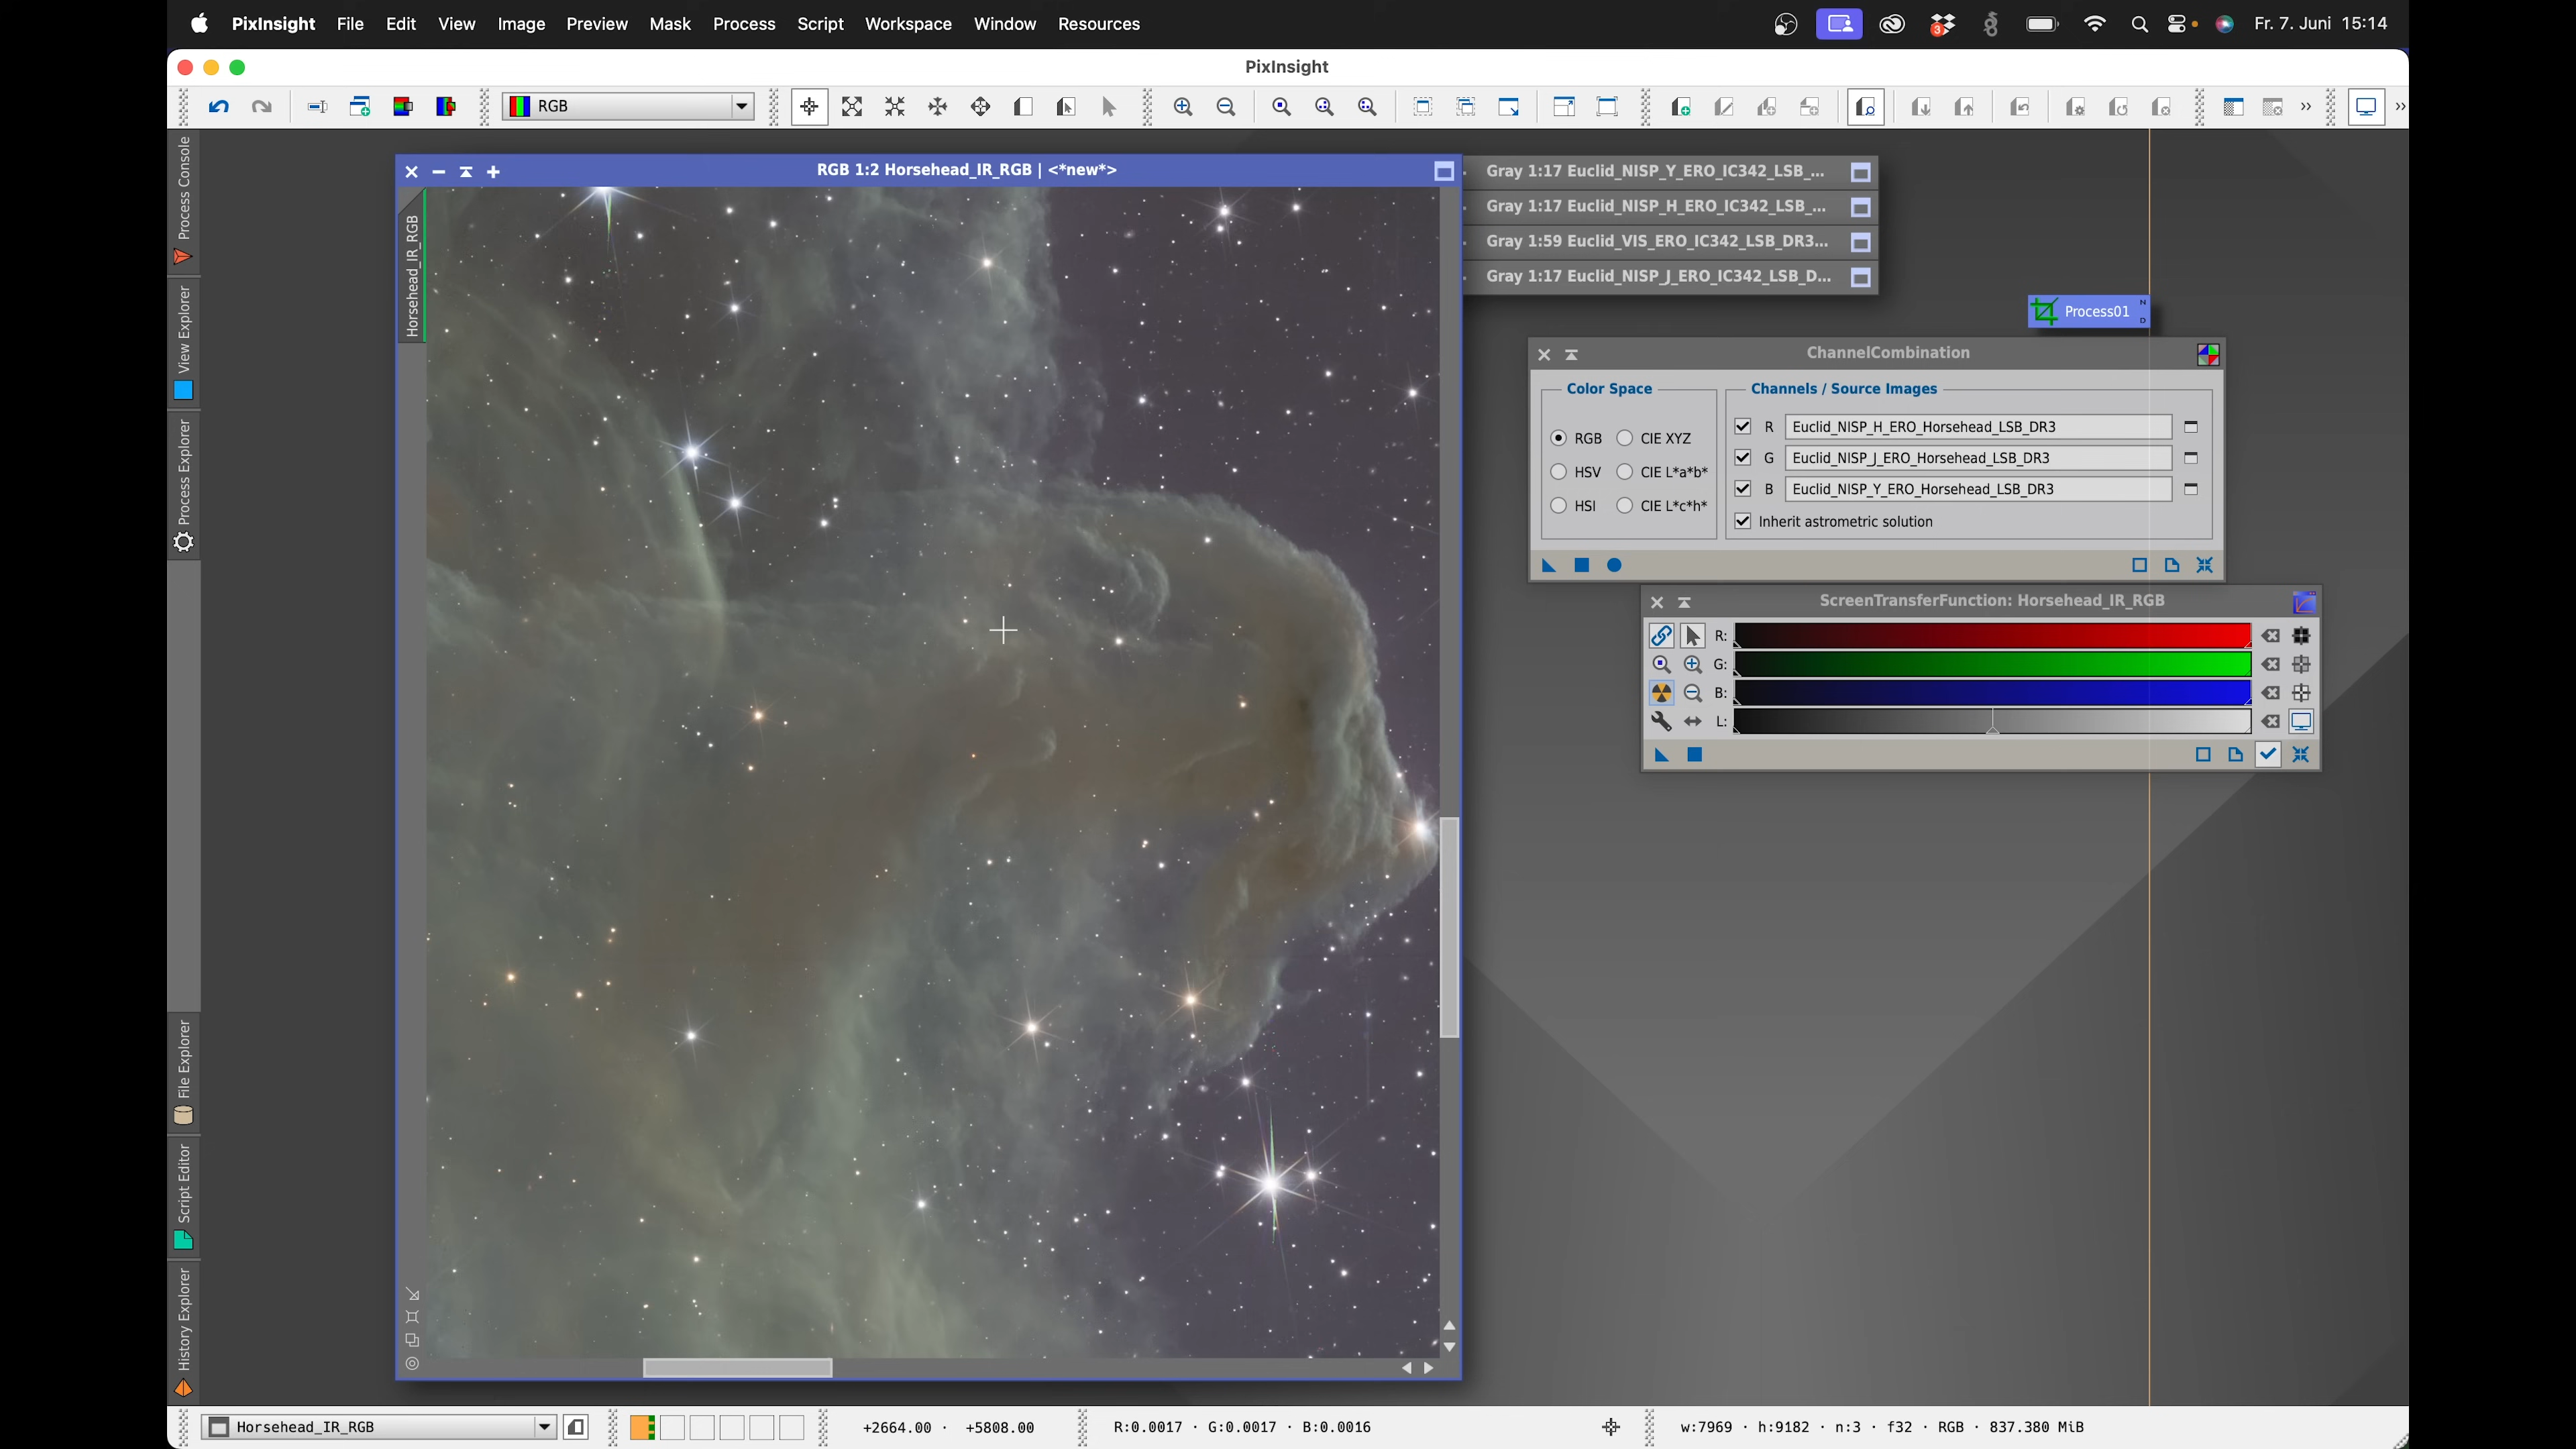 PixInsight File Edit View Image Preview Mask Process Script Workspace Window Resources
3
Fr. 7. Juni 15:14
PixInsight
RGB
Process Console
View Explorer
Process Explorer
File Explorer
Script Editor
History Explorer
RGB 1:2 Horsehead_IR_RGB | <*new*>
Horsehead_IR_RGB
Gray 1:17 Euclid_NISP_Y_ERO_IC342_LSB_...
Gray 1:17 Euclid_NISP_H_ERO_IC342_LSB_...
Gray 1:59 Euclid_VIS_ERO_IC342_LSB_DR3...
Gray 1:17 Euclid_NISP_J_ERO_IC342_LSB_D...
Process01 N D
ChannelCombination
Color Space
RGB CIE XYZ
HSV CIE L*a*b*
HSI CIE L*c*h*
Channels / Source Images
R Euclid_NISP_H_ERO_Horsehead_LSB_DR3
G Euclid_NISP_J_ERO_Horsehead_LSB_DR3
B Euclid_NISP_Y_ERO_Horsehead_LSB_DR3
Inherit astrometric solution
ScreenTransferFunction: Horsehead_IR_RGB
R:
G:
B:
L:
Horsehead_IR_RGB
+2664.00 · +5808.00
R:0.0017 · G:0.0017 · B:0.0016
w:7969 · h:9182 · n:3 · f32 · RGB · 837.380 MiB